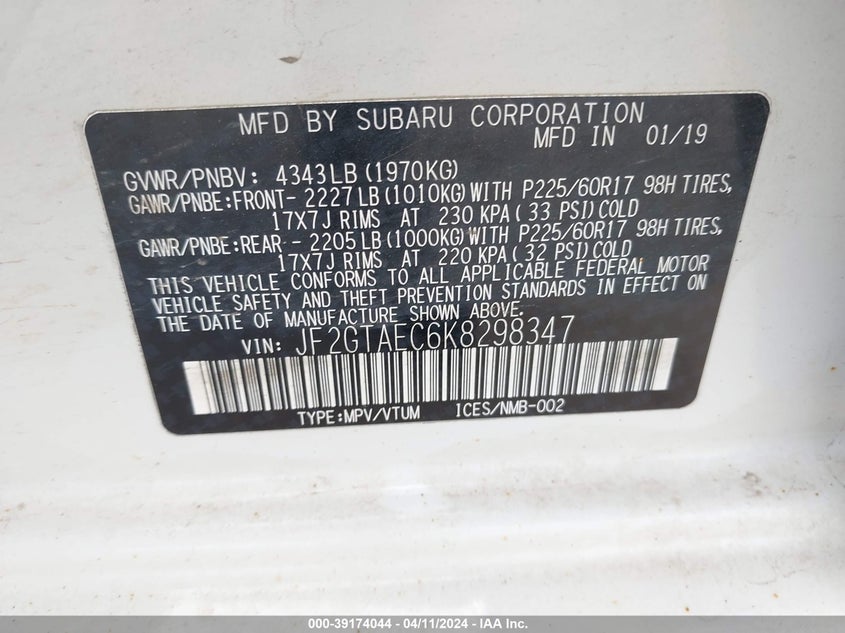 MFD BY SUBARU CORPORATION
MFD IN 01/19
GVWR/PNBV: 4343LB(1970KG)
GAWR/PNBE:FRONT- 2227LB(1010KG)WITH P225/60R17 98H TIRES,
17X7J RIMS AT 230 KPA(33 PSI)COLD
GAWR/PNBE:REAR - 2205LB(1000KG)WITH P225/60R17 98H TIRES,
17X7J RIMS AT 220 KPA(32 PSI)COLD
THIS VEHICLE CONFORMS TO ALL APPLICABLE FEDERAL MOTOR
VEHICLE SAFETY AND THEFT PREVENTION STANDARDS IN EFFECT ON
THE DATE OF MANUFACTURE SHOWN ABOVE.
VIN: JF2GTAEC6K8298347
TYPE:MPV/VTUM ICES/NMB-002
000-39174044 - 04/11/2024 - IAA Inc.